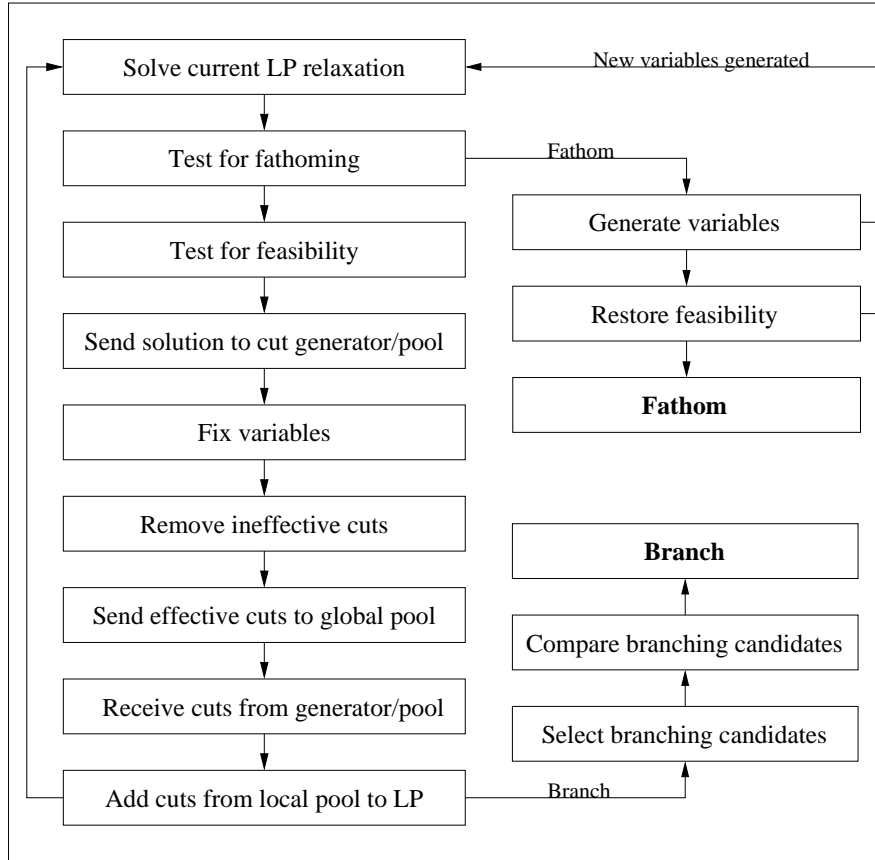 Solve current LP relaxation
New variables generated
Test for fathoming
Fathom
Generate variables
Test for feasibility
Restore feasibility
Send solution to cut generator/pool
Fathom
Fix variables
Remove ineffective cuts
Branch
Send effective cuts to global pool
Compare branching candidates
Receive cuts from generator/pool
Select branching candidates
Add cuts from local pool to LP
Branch